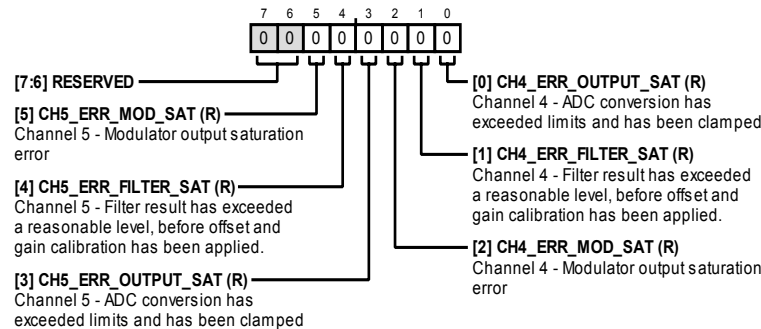 7 6 5 4 3 2 1 0
0 0 0 0 0 0 0 0
[7:6] RESERVED
[5] CH5_ERR_MOD_SAT (R)
Channel 5 - Modulator output saturation
error
[4] CH5_ERR_FILTER_SAT (R)
Channel 5 - Filter result has exceeded
a reasonable level, before offset and
gain calibration has been applied.
[3] CH5_ERR_OUTPUT_SAT (R)
Channel 5 - ADC conversion has
exceeded limits and has been clamped
[0] CH4_ERR_OUTPUT_SAT (R)
Channel 4 - ADC conversion has
exceeded limits and has been clamped
[1] CH4_ERR_FILTER_SAT (R)
Channel 4 - Filter result has exceeded
a reasonable level, before offset and
gain calibration has been applied.
[2] CH4_ERR_MOD_SAT (R)
Channel 4 - Modulator output saturation
error